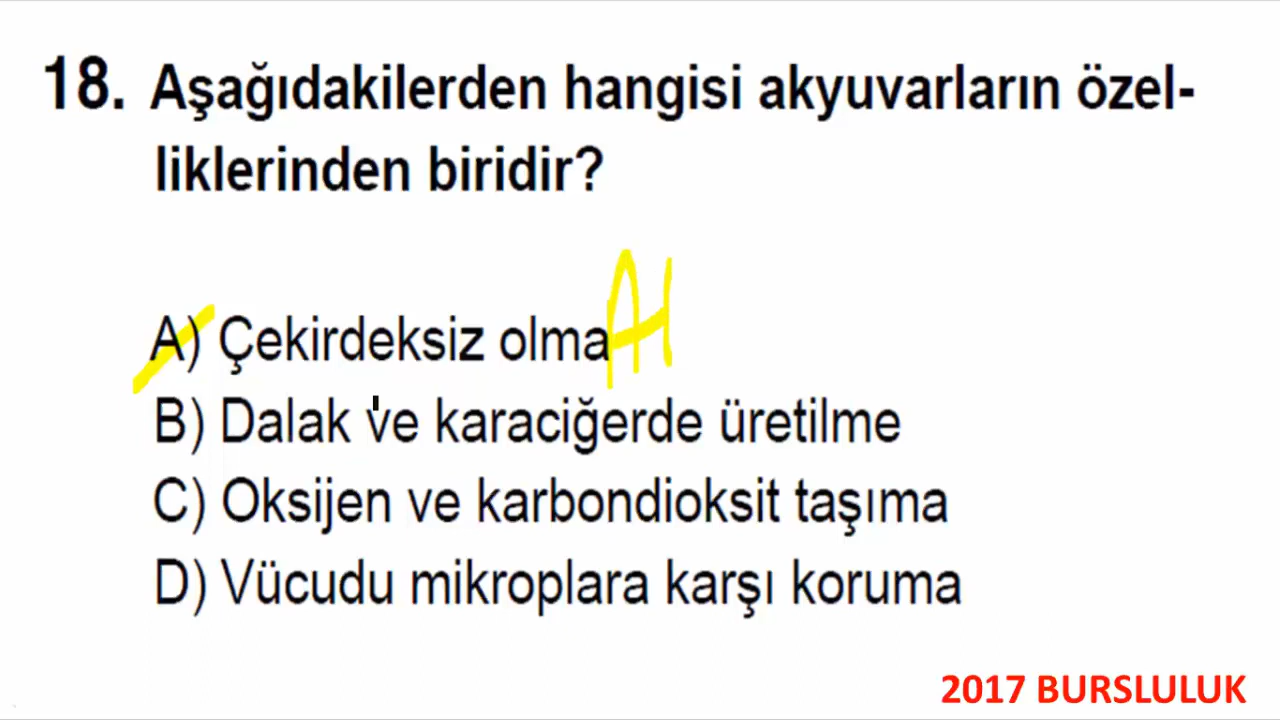 18. Aşağıdakilerden hangisi akyuvarların özel-
liklerinden biridir?
A) Çekirdeksiz olma
B) Dalak ve karaciğerde üretilme
C) Oksijen ve karbondioksit taşıma
D) Vücudu mikroplara karşı koruma
2017 BURSLULUK